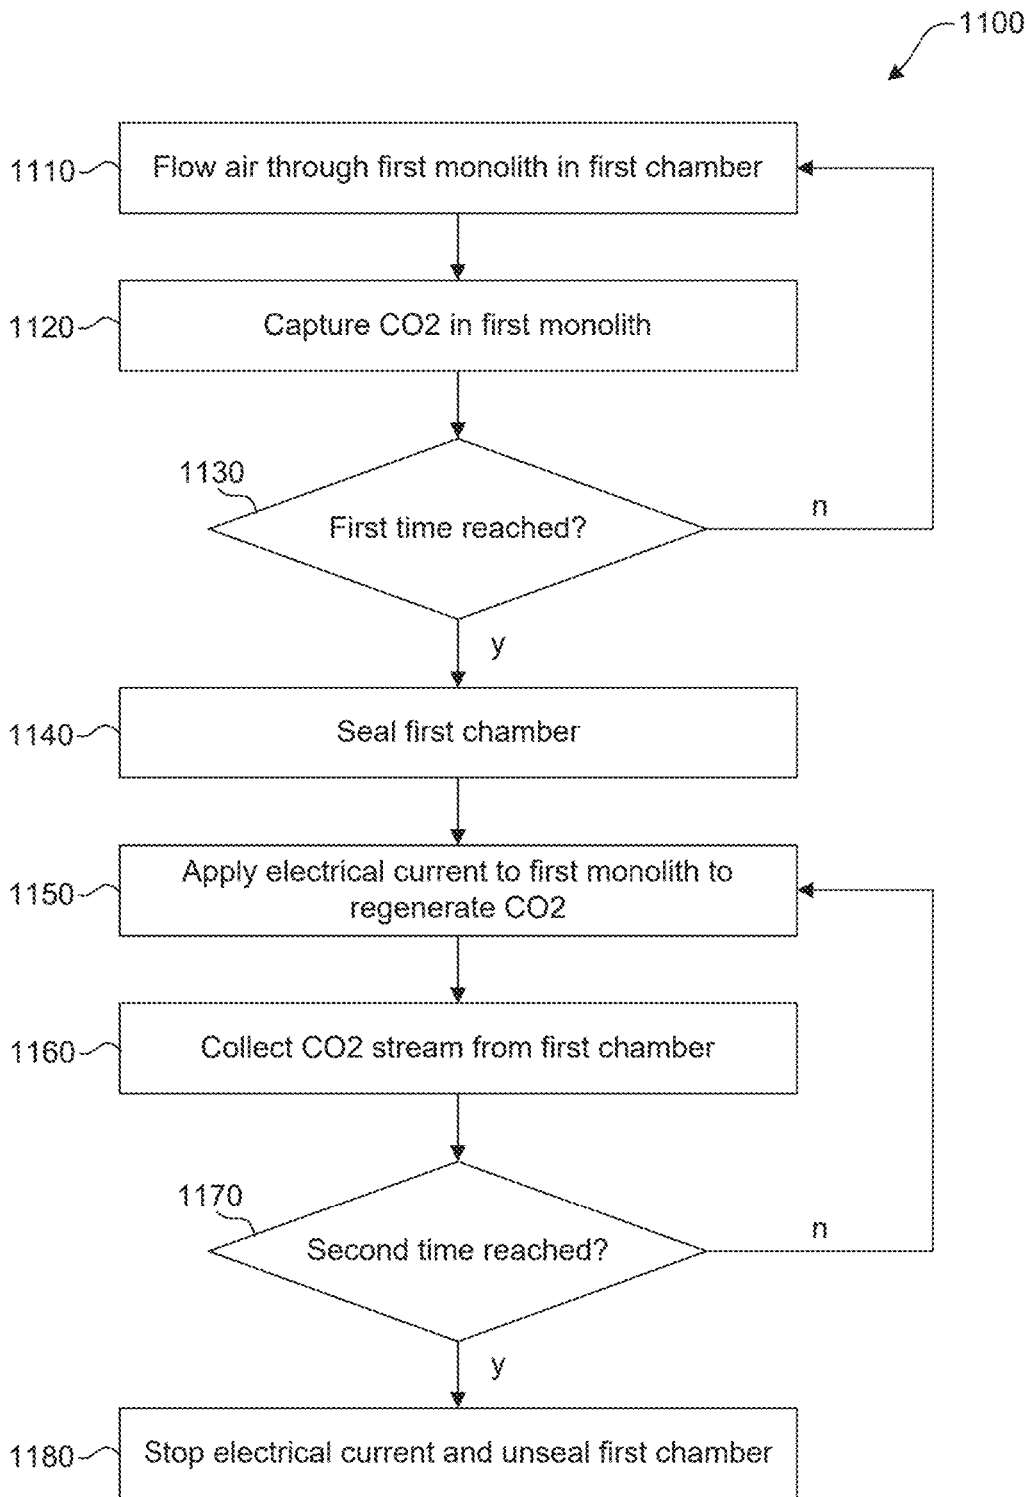 1100
1110
Flow air through first monolith in first chamber
1120
Capture CO2 in first monolith
1130
First time reached?
n
y
1140
Seal first chamber
1150
Apply electrical current to first monolith to
regenerate CO2
1160
Collect CO2 stream from first chamber
1170
Second time reached?
n
y
1180
Stop electrical current and unseal first chamber